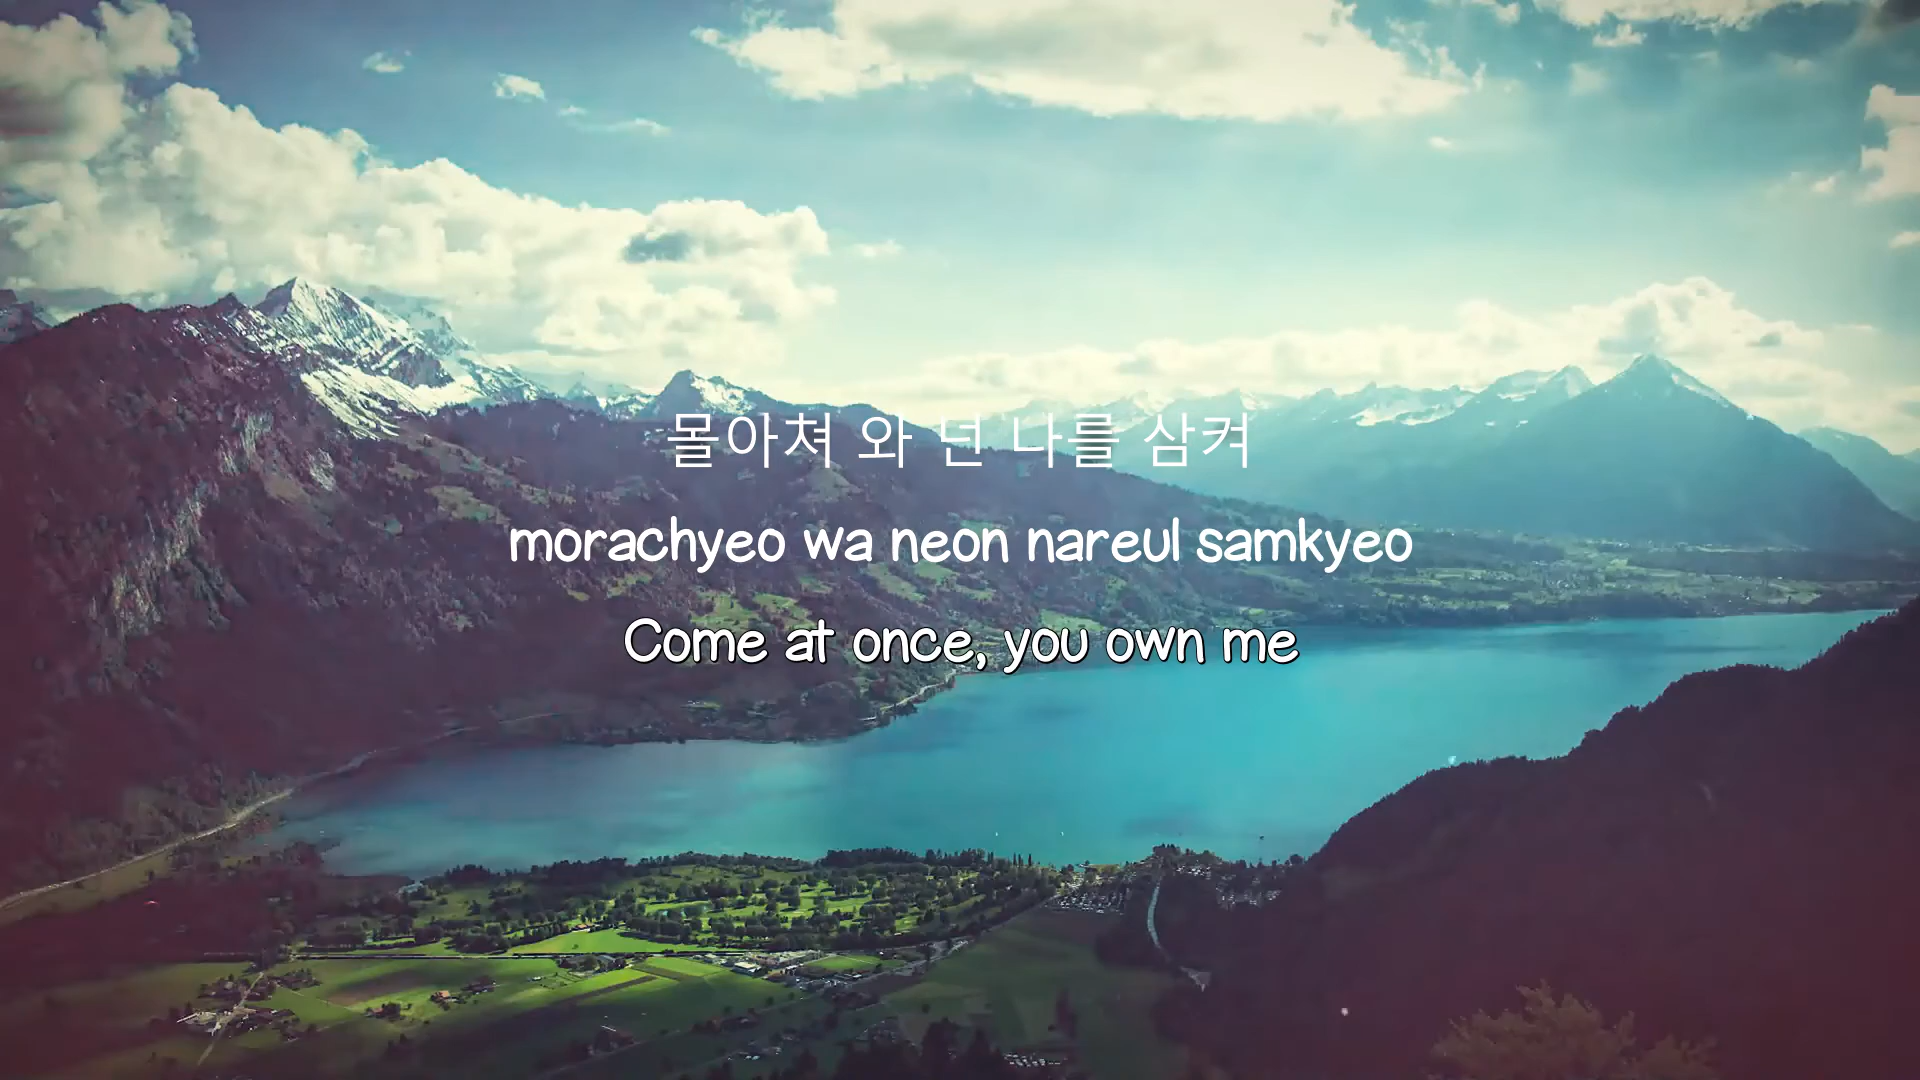 몰아쳐 와 넌 나를 삼켜
morachyeo wa neon nareul samkyeo
Come at once, you own me